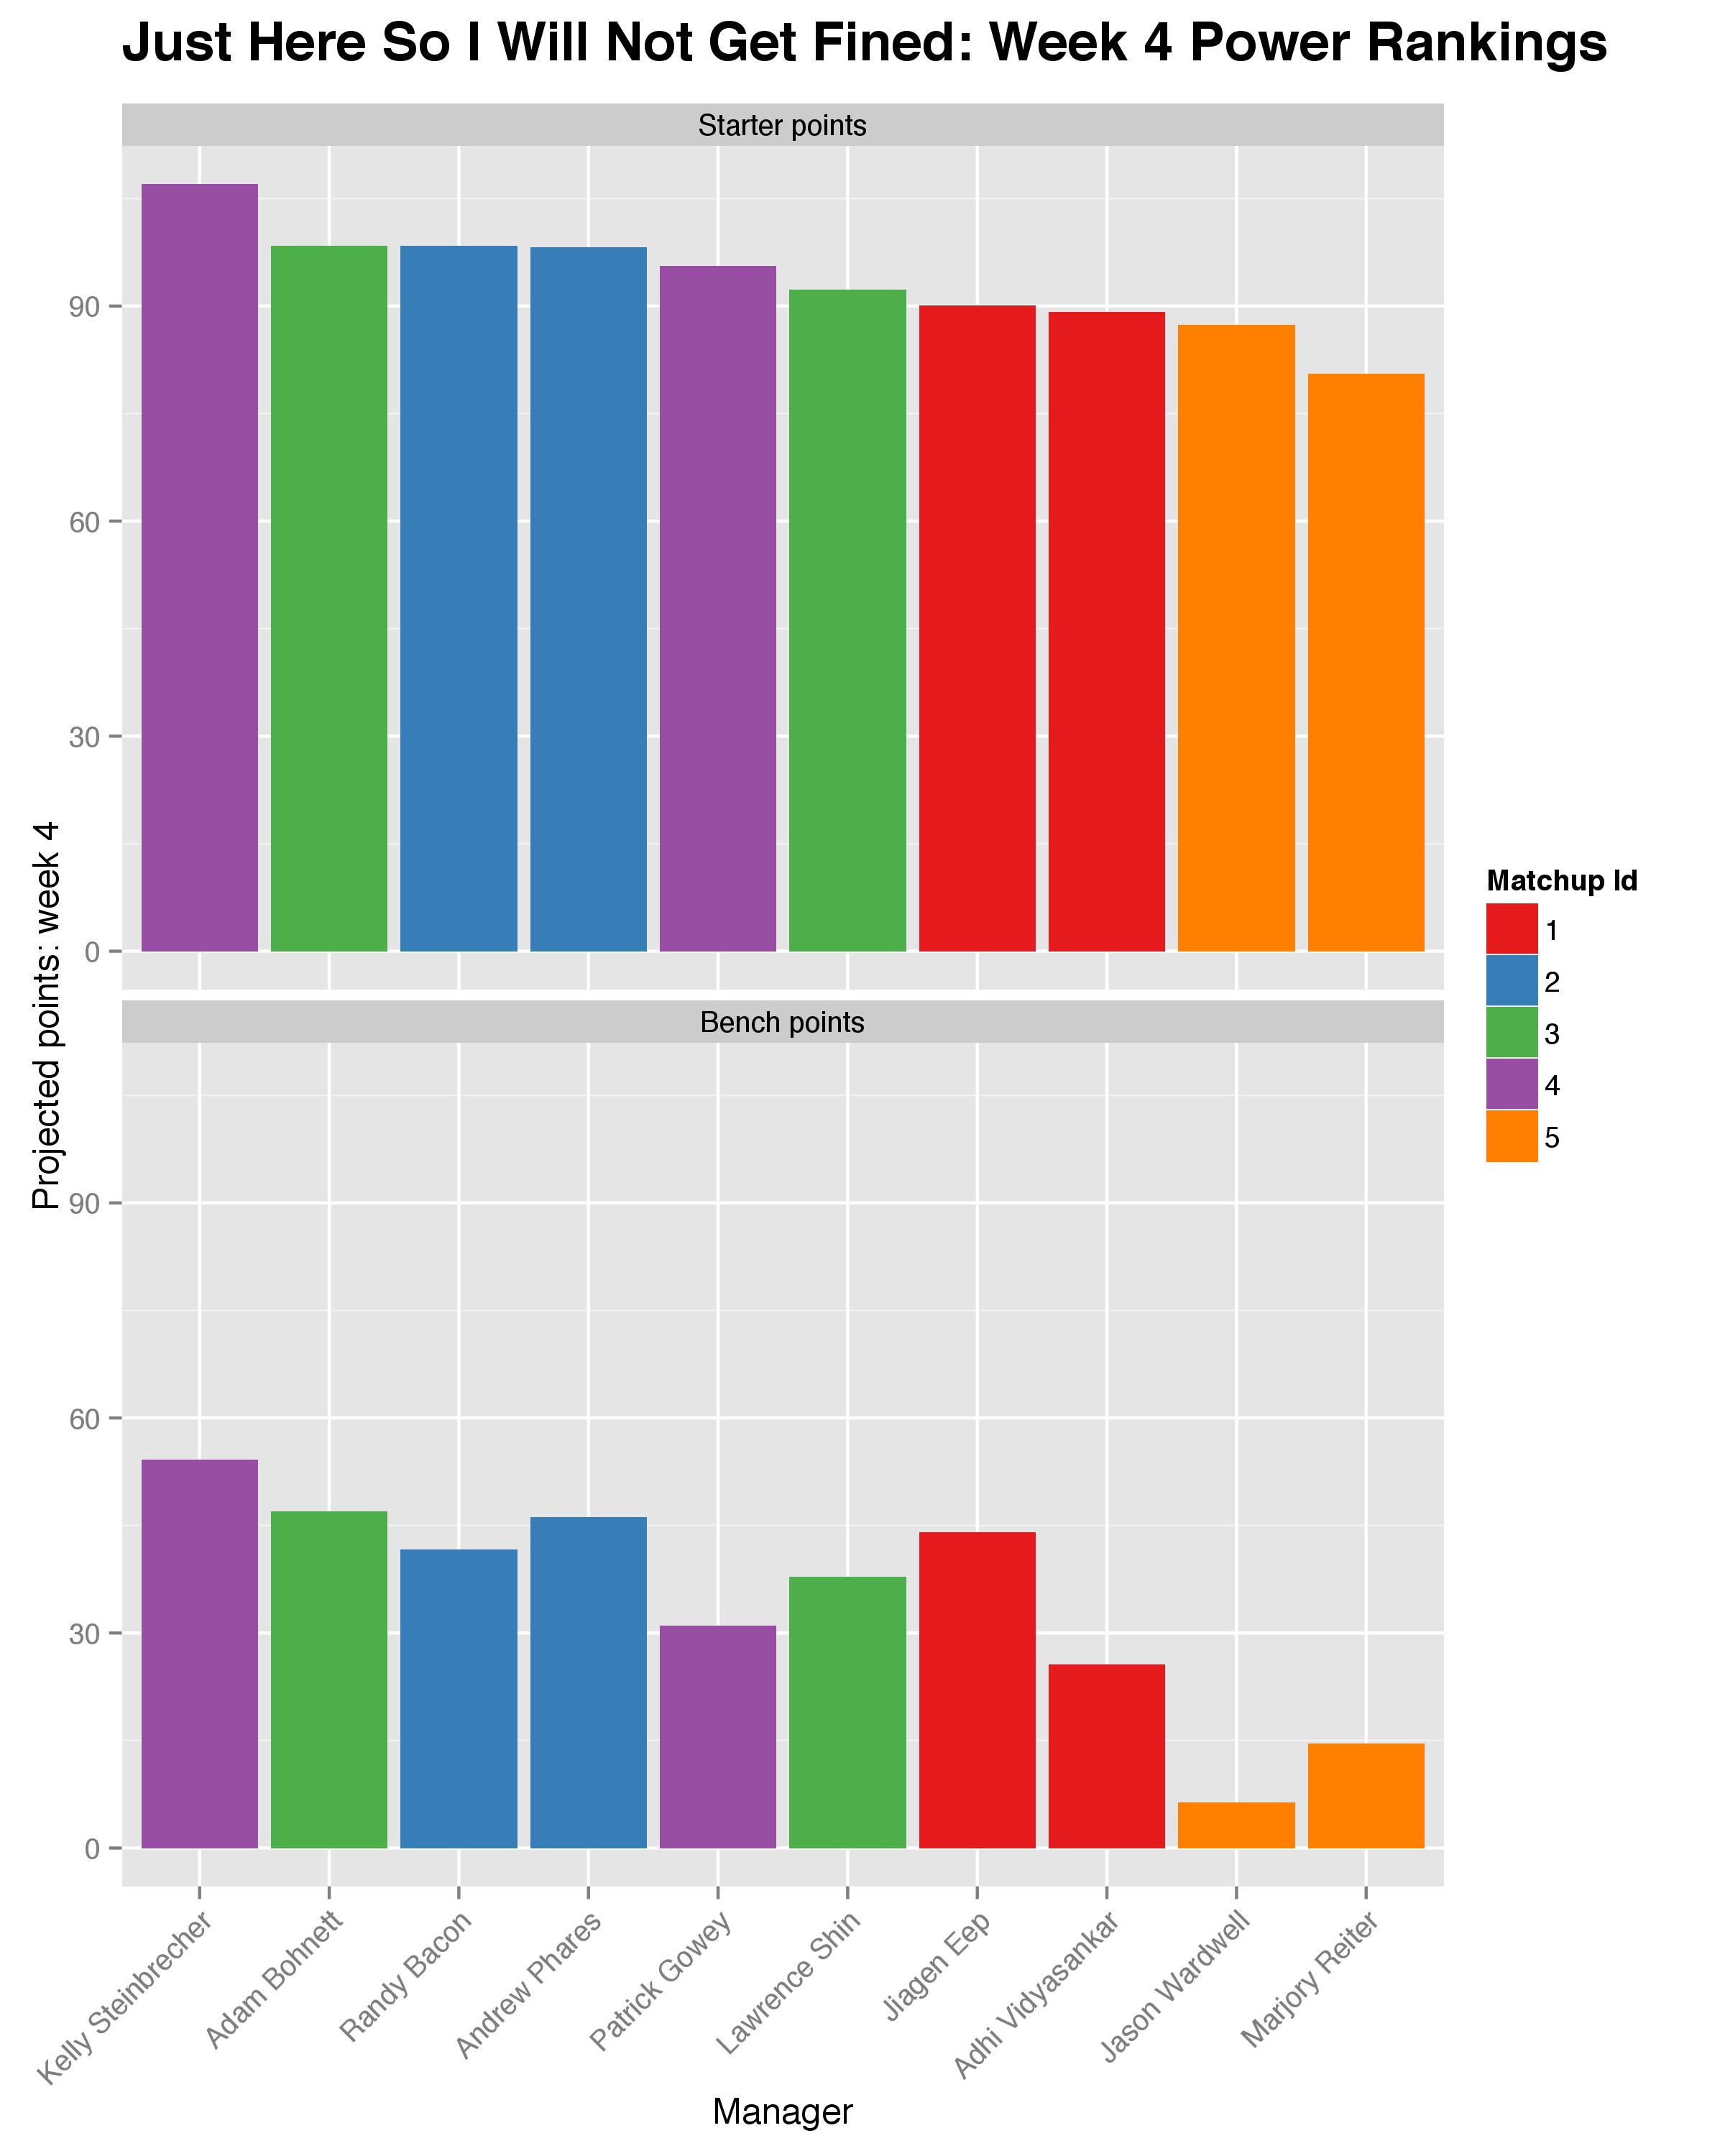 Just Here So I Will Not Get Fined: Week 4 Power Rankings
Starter points
90
60
30
0
Bench points
90
60
30
0
Projected points: week 4
Kelly Steinbrecher
Adam Bohnett
Randy Bacon
Andrew Phares
Patrick Gowey
Lawrence Shin
Jiagen Eep
Adhi Vidyasankar
Jason Wardwell
Marjory Reiter
Manager
Matchup Id
1
2
3
4
5